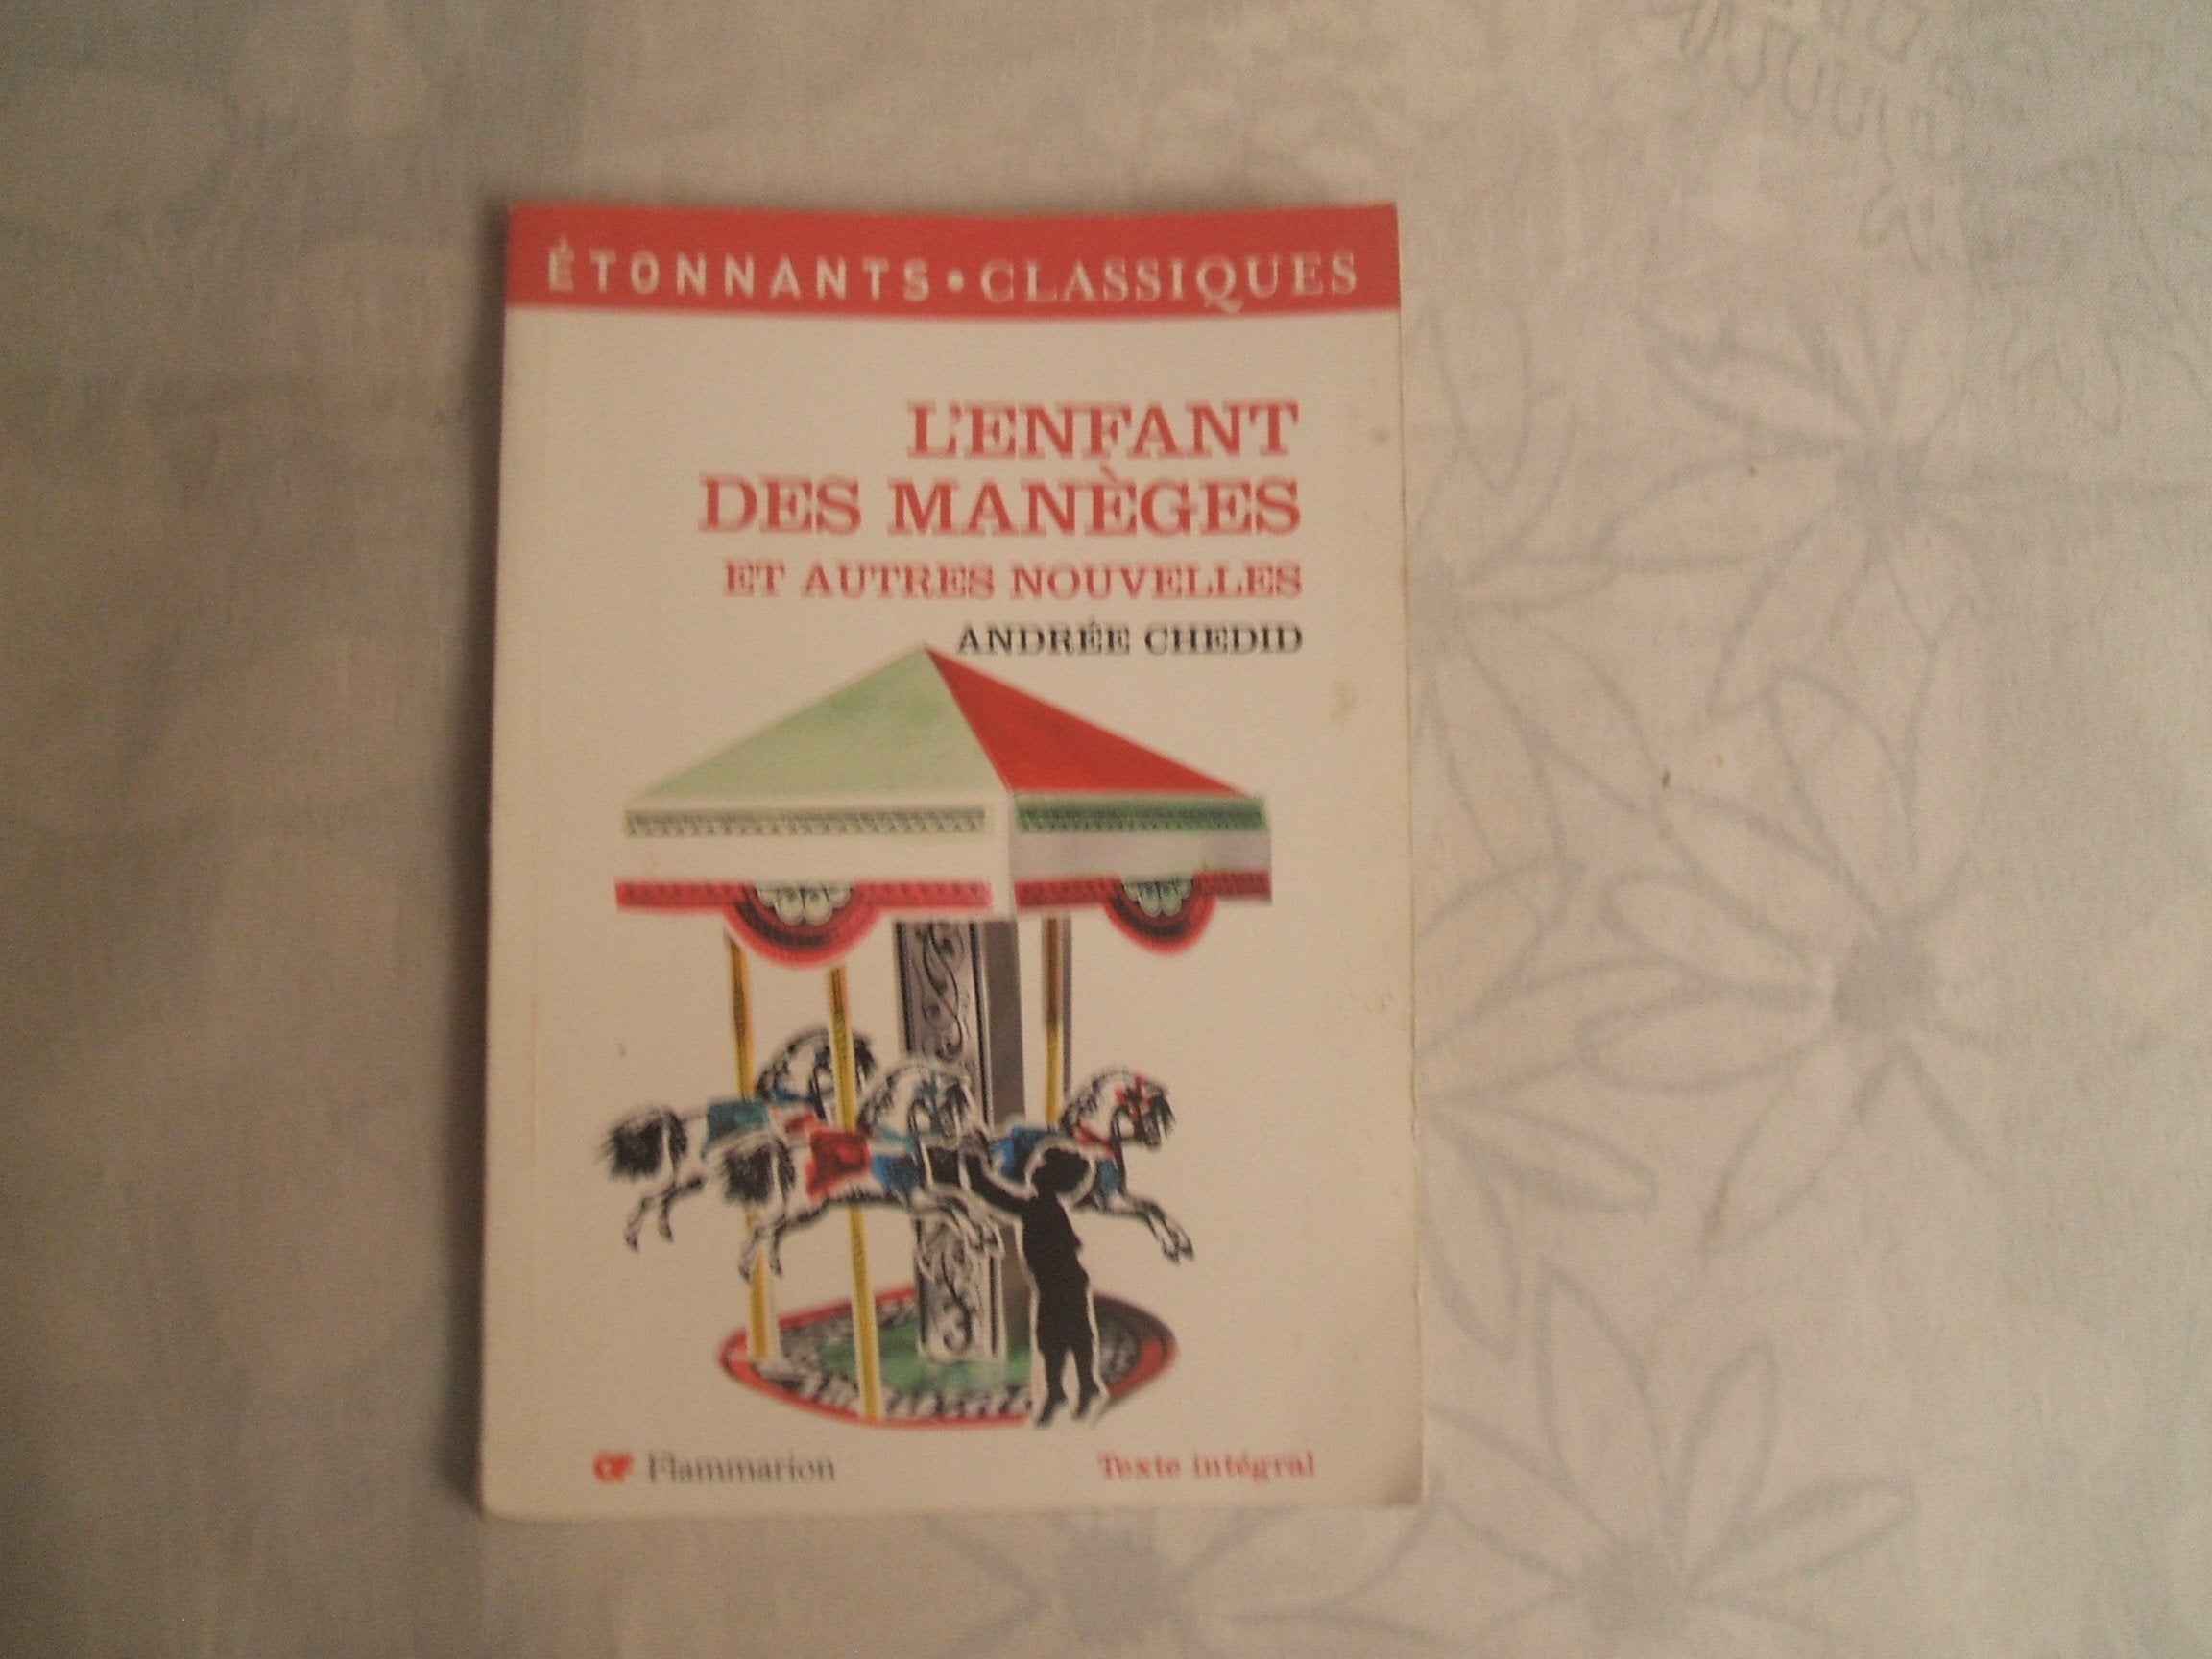 ÉTONNANTS • CLASSIQUES
L'ENFANT
DES MANÈGES
ET AUTRES NOUVELLES
ANDRÉE CHEDID
GF Flammarion
Texte intégral